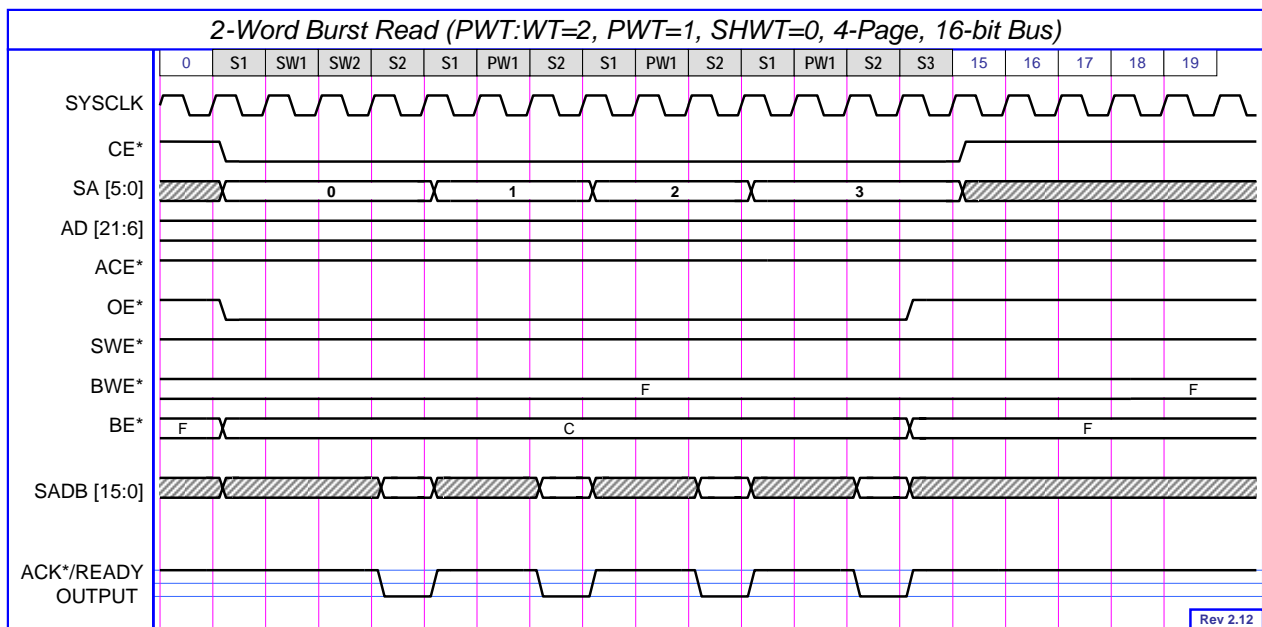 2-Word Burst Read (PWT:WT=2, PWT=1, SHWT=0, 4-Page, 16-bit Bus)
0 S1 SW1 SW2 S2 S1 PW1 S2 S1 PW1 S2 S1 PW1 S2 S3 15 16 17 18 19
SYSCLK
CE*
SA [5:0] 0 1 2 3
AD [21:6]
ACE*
OE*
SWE*
BWE* F F
BE* F C F
SADB [15:0]
ACK*/READY
OUTPUT
Rev 2.12